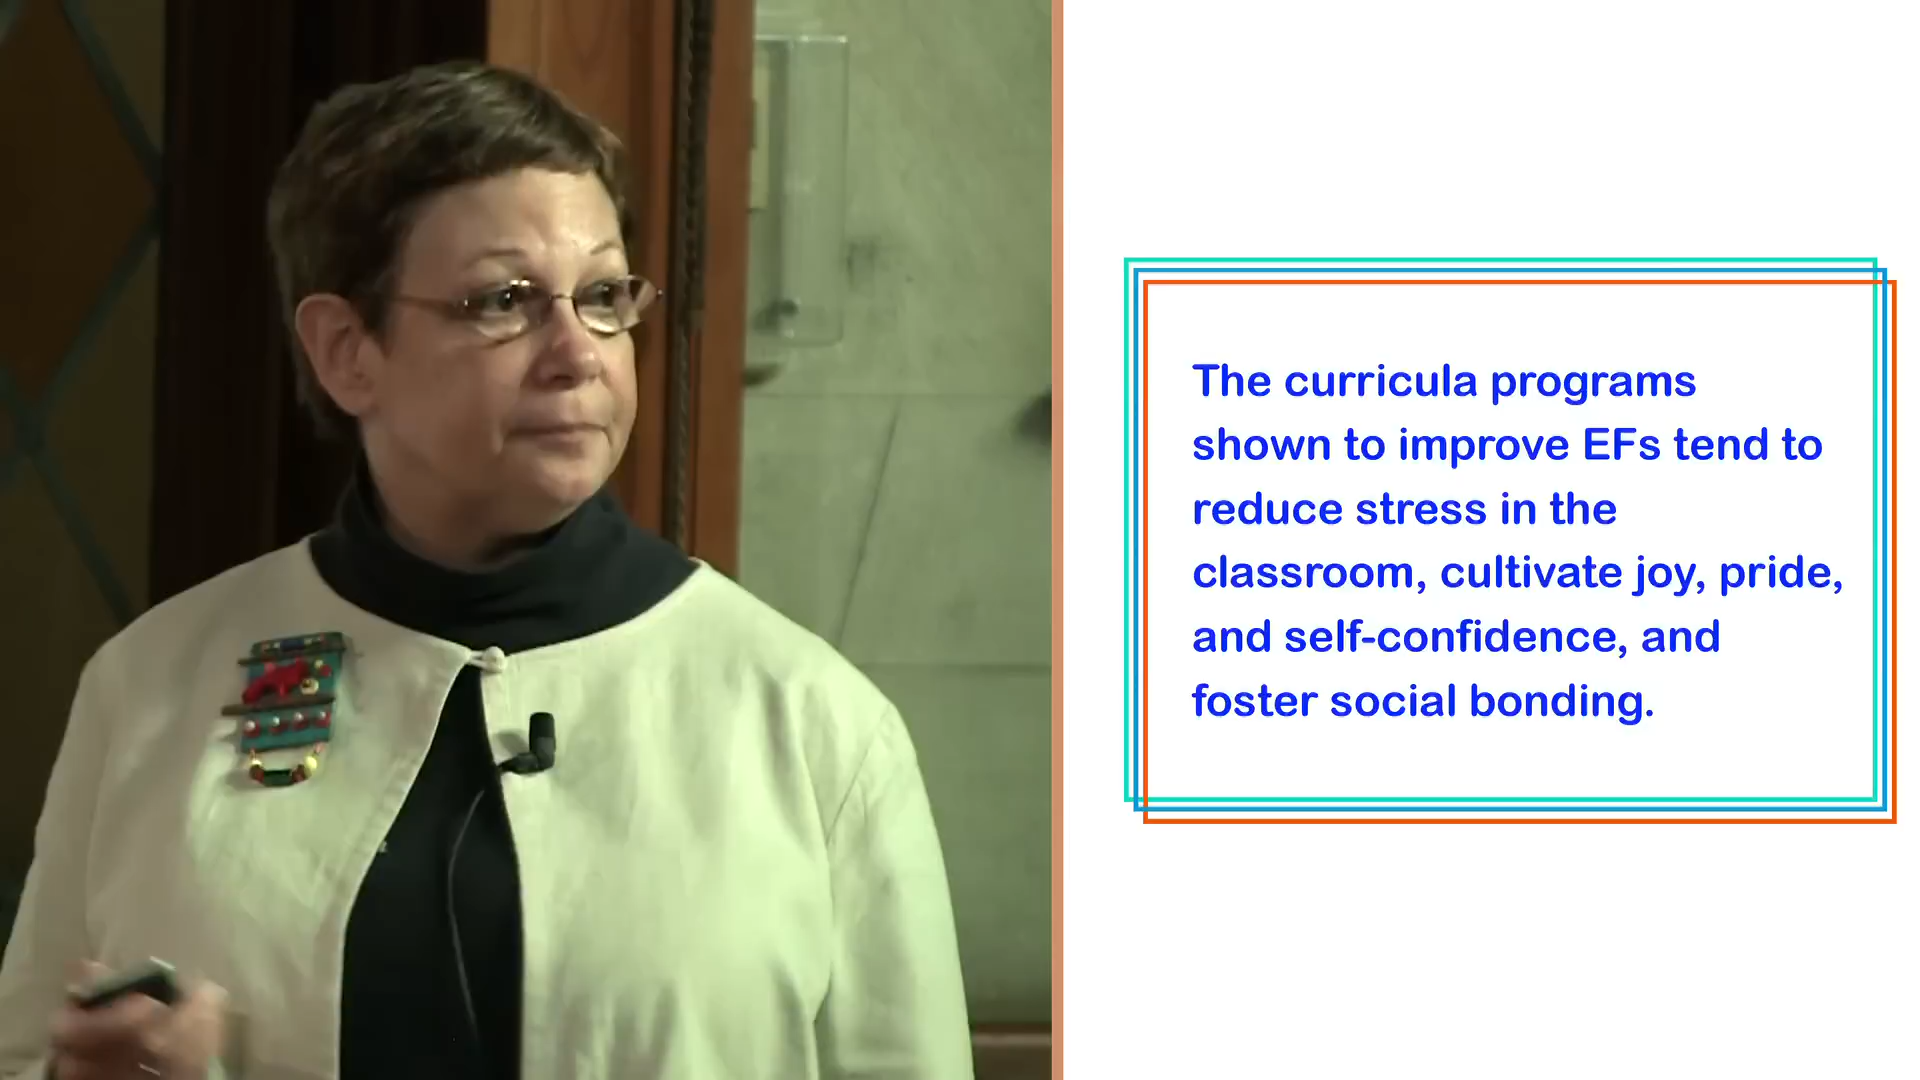 The curricula programs
shown to improve EFs tend to
reduce stress in the
classroom, cultivate joy, pride,
and self-confidence, and
foster social bonding.